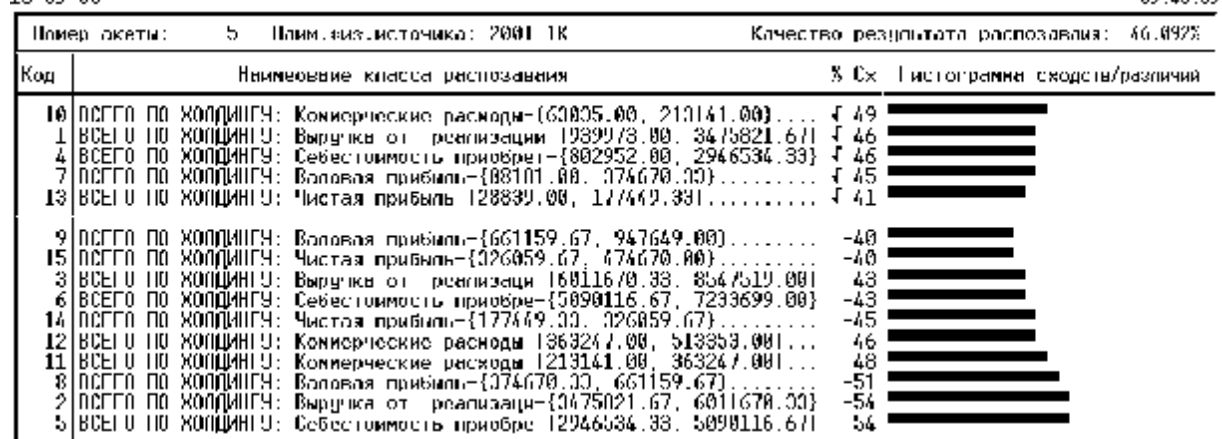 Номер анкеты: 5 Наим.физ.источника: 2001 1К Качество результата распознавания: 46.092%
Код Наименование класса распознавания % Сх Гистограмма сходств/различий
10 ВСЕГО ПО ХОЛДИНГУ: Коммерческие расходы-{63035.00, 213141.00}.... √ 49
1 ВСЕГО ПО ХОЛДИНГУ: Выручка от реализации {939973.00, 3475821.67} √ 46
4 ВСЕГО ПО ХОЛДИНГУ: Себестоимость приобрет-{802952.00, 2946534.33} √ 46
7 ВСЕГО ПО ХОЛДИНГУ: Валовая прибыль-{88181.00, 374670.33}......... √ 45
13 ВСЕГО ПО ХОЛДИНГУ: Чистая прибыль {28839.00, 177449.33}.......... √ 41
9 ВСЕГО ПО ХОЛДИНГУ: Валовая прибыль-{661159.67, 947649.00}........ -40
15 ВСЕГО ПО ХОЛДИНГУ: Чистая прибыль-{326059.67, 474670.00}......... -40
3 ВСЕГО ПО ХОЛДИНГУ: Выручка от реализаци {6011670.33, 8547519.00} 43
6 ВСЕГО ПО ХОЛДИНГУ: Себестоимость приобре-{5090116.67, 7233699.00} -43
14 ВСЕГО ПО ХОЛДИНГУ: Чистая прибыль-{177449.33, 326059.67}......... -45
12 ВСЕГО ПО ХОЛДИНГУ: Коммерческие расходы {363247.00, 513353.00}... 46
11 ВСЕГО ПО ХОЛДИНГУ: Коммерческие расходы {213141.00, 363247.00}... 48
8 ВСЕГО ПО ХОЛДИНГУ: Валовая прибыль-{374670.33, 661159.67}........ -51
2 ВСЕГО ПО ХОЛДИНГУ: Выручка от реализаци-{3475821.67, 6011670.33} -54
5 ВСЕГО ПО ХОЛДИНГУ: Себестоимость приобре {2946534.33, 5090116.67} 54